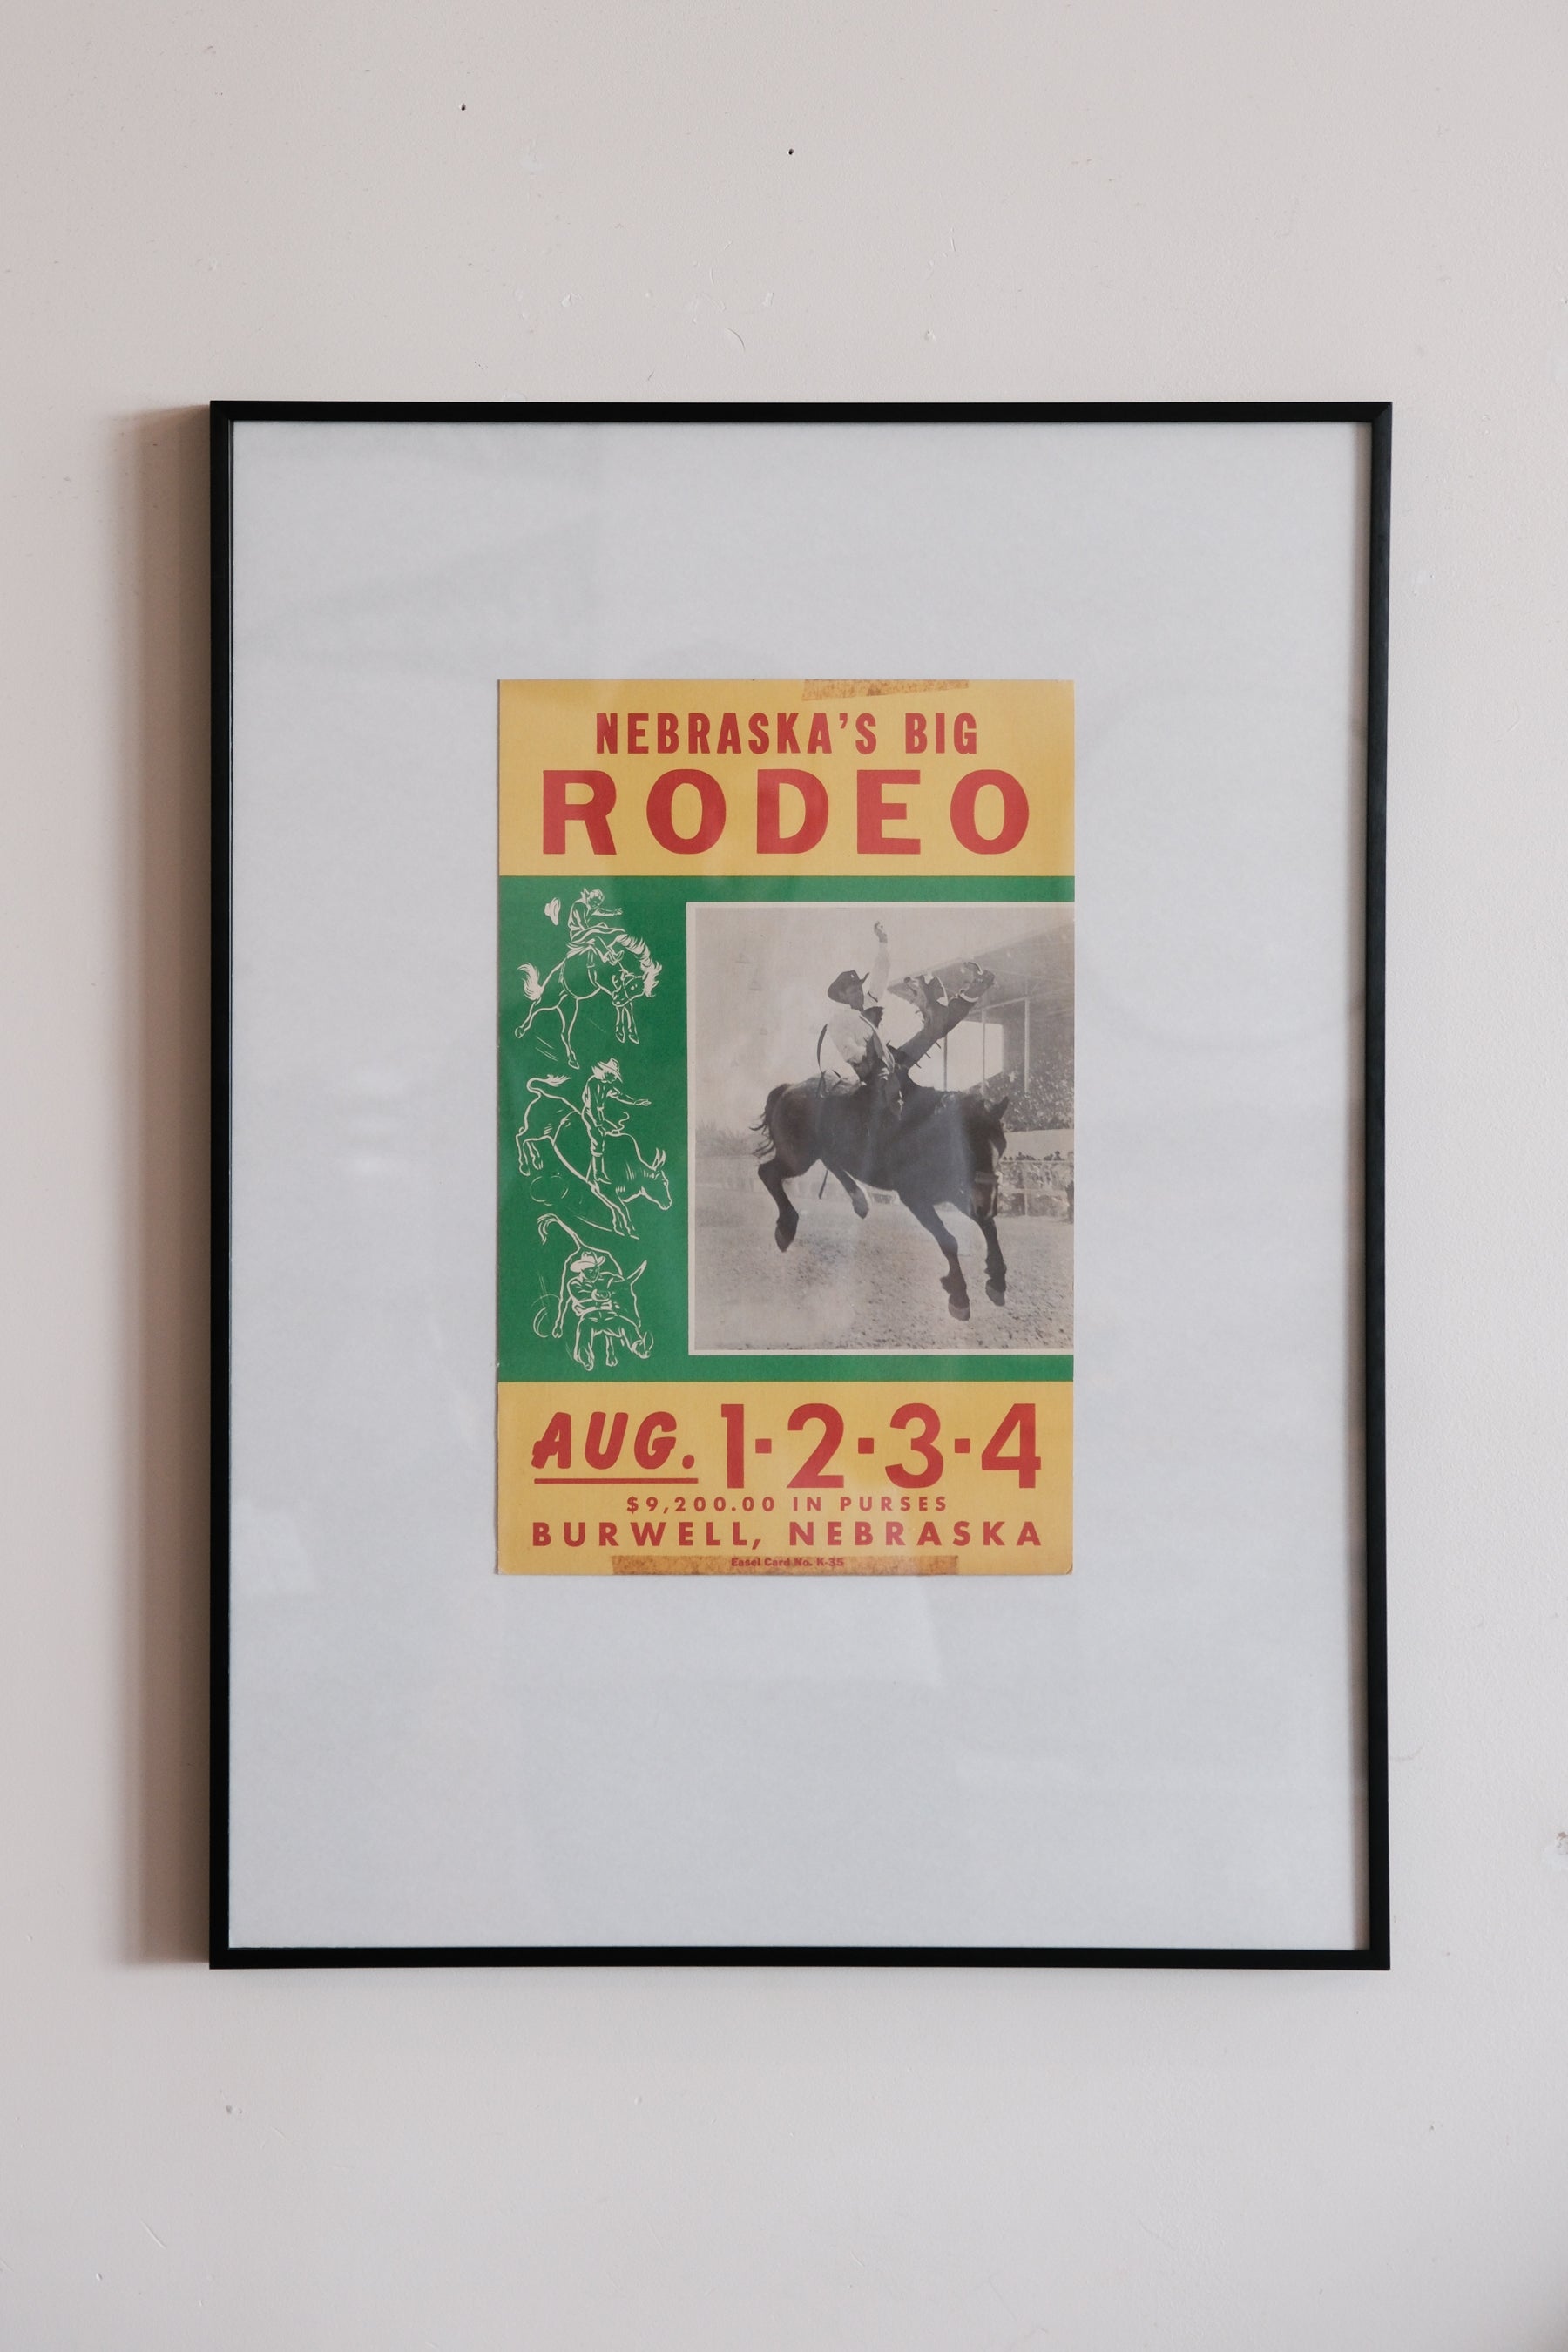 NEBRASKA'S BIG
RODEO
AUG. 1-2-3-4
$9,200.00 IN PURSES
BURWELL, NEBRASKA
Easel Card No. K-35